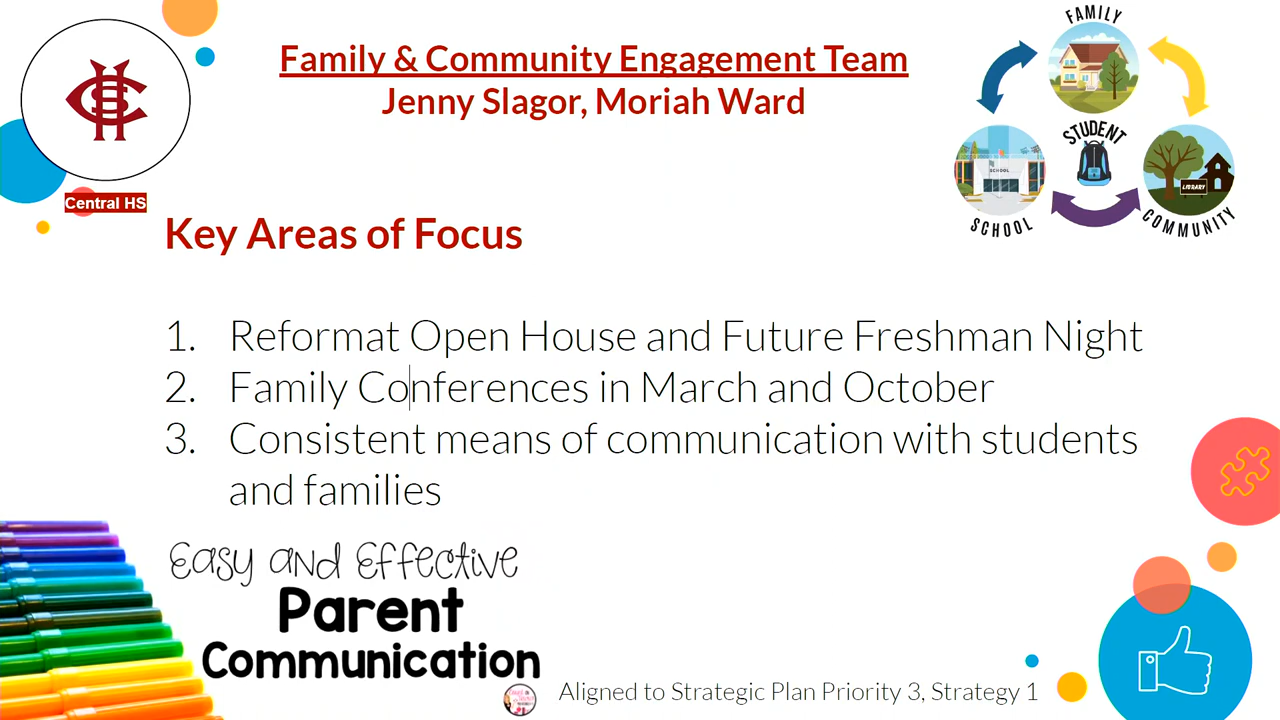 Family & Community Engagement Team
Jenny Slagor, Moriah Ward
Central HS
FAMILY
STUDENT
SCHOOL
LIBRARY
SCHOOL
COMMUNITY
Key Areas of Focus
1. Reformat Open House and Future Freshman Night
2. Family Conferences in March and October
3. Consistent means of communication with students
and families
Easy and Effective
Parent
Communication
Aligned to Strategic Plan Priority 3, Strategy 1